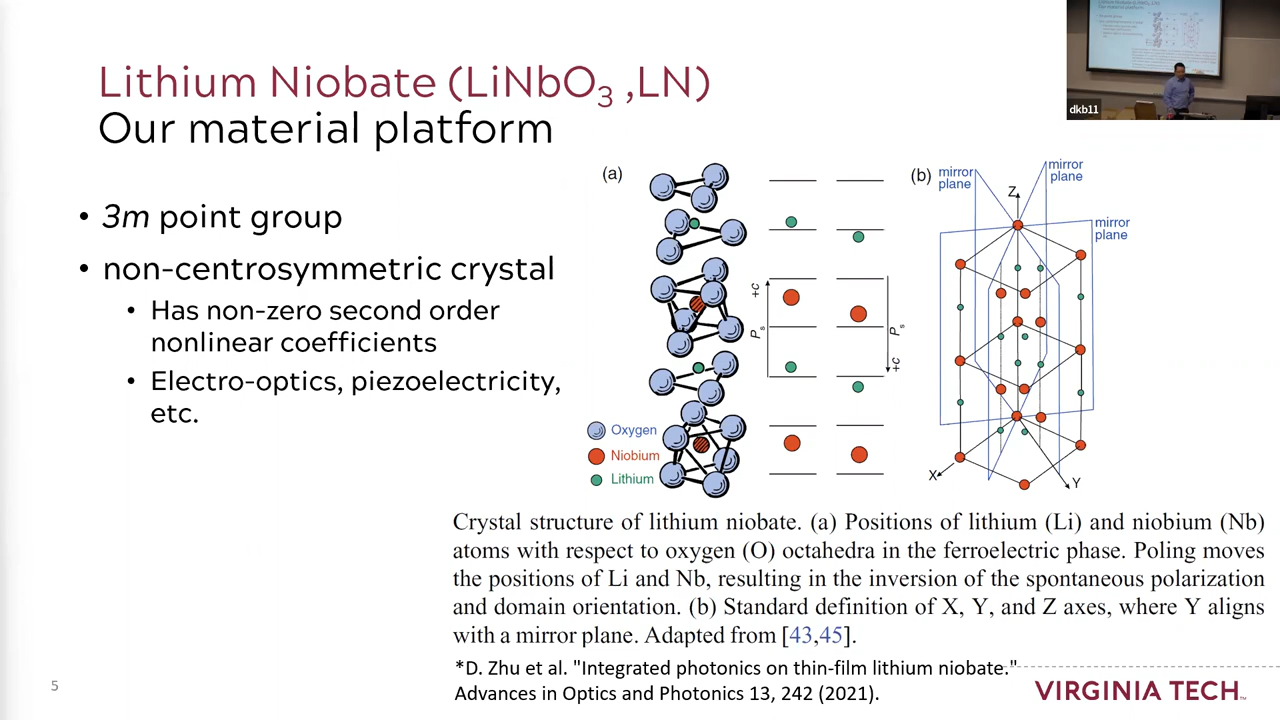 Lithium Niobate (LiNbO3 ,LN)
Our material platform
dkb11
• 3m point group
• non-centrosymmetric crystal
• Has non-zero second order
nonlinear coefficients
• Electro-optics, piezoelectricity,
etc.
(a)
+c
Ps
Ps
+c
Oxygen
Niobium
Lithium
(b)
mirror
plane
mirror
plane
mirror
plane
Z
X
Y
Crystal structure of lithium niobate. (a) Positions of lithium (Li) and niobium (Nb)
atoms with respect to oxygen (O) octahedra in the ferroelectric phase. Poling moves
the positions of Li and Nb, resulting in the inversion of the spontaneous polarization
and domain orientation. (b) Standard definition of X, Y, and Z axes, where Y aligns
with a mirror plane. Adapted from [43,45].
*D. Zhu et al. "Integrated photonics on thin-film lithium niobate."
Advances in Optics and Photonics 13, 242 (2021).
5
VIRGINIA TECH™